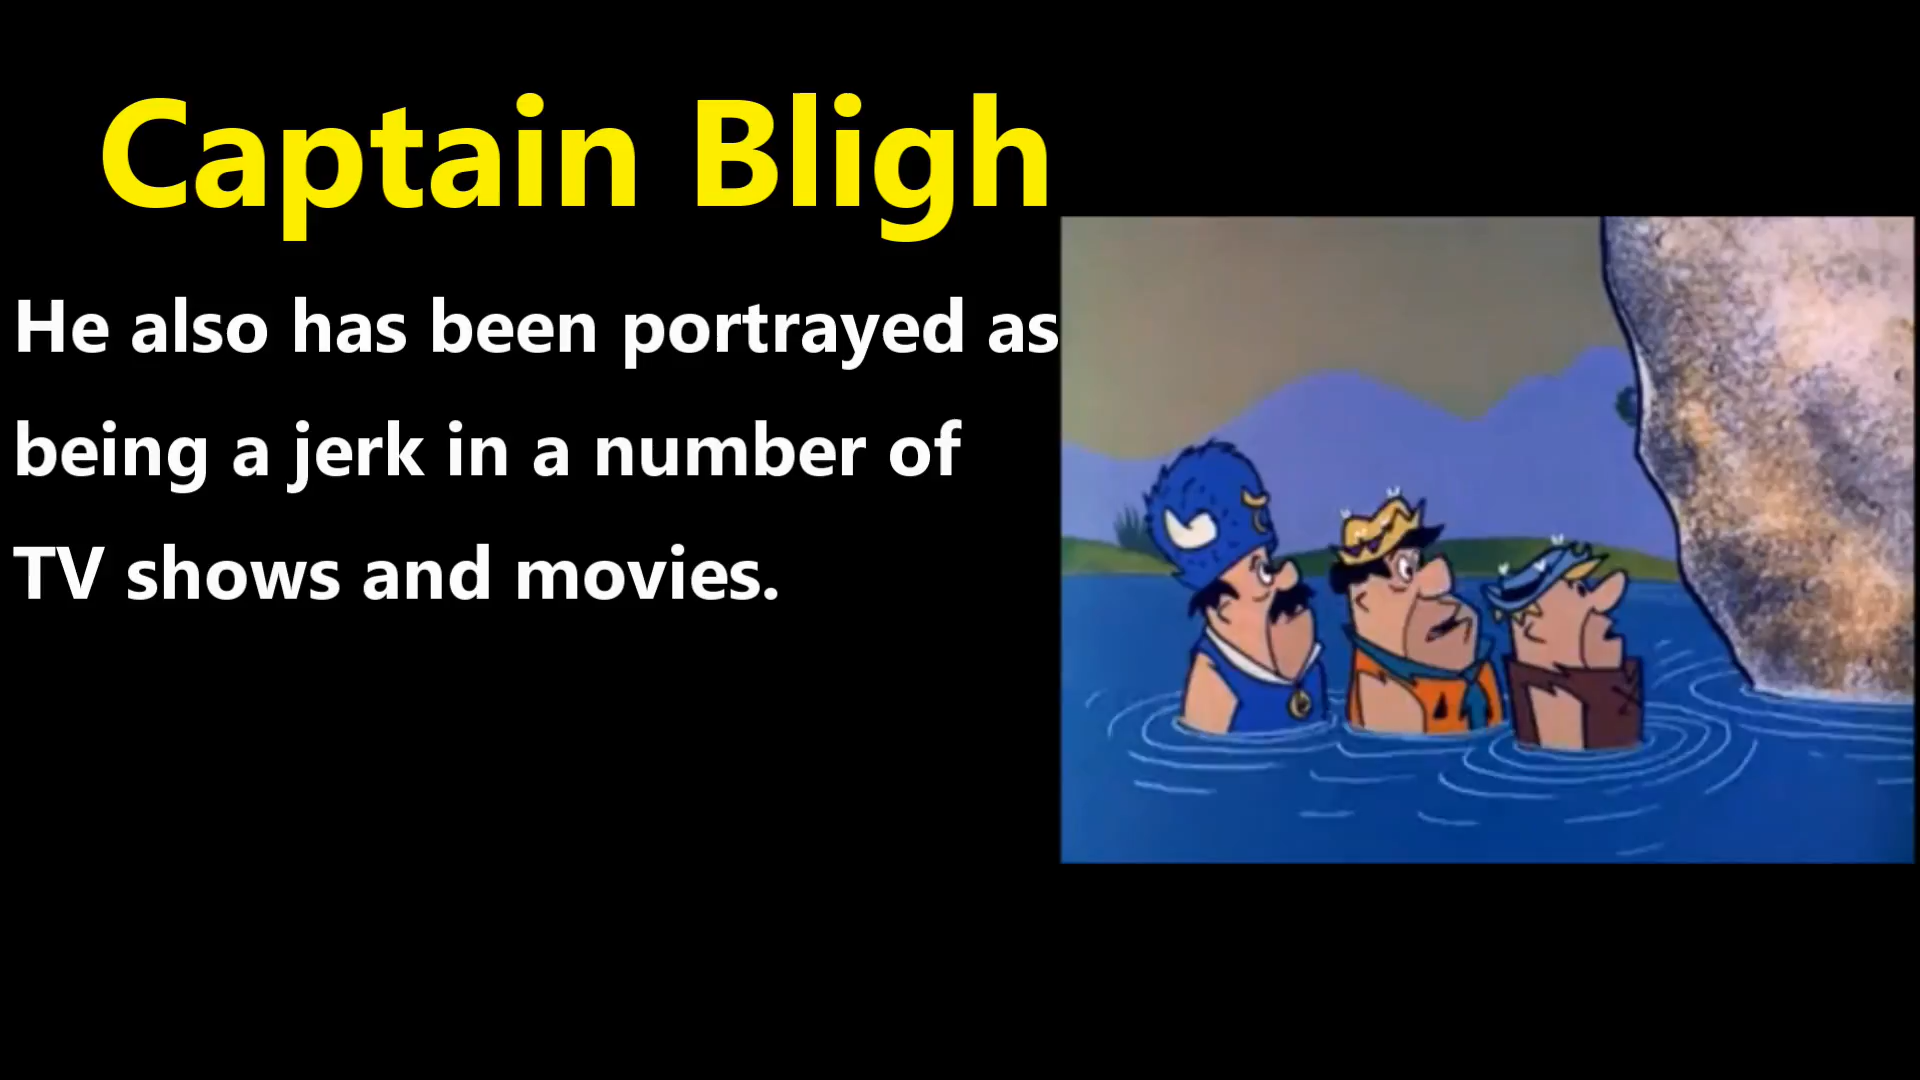 Captain Bligh
He also has been portrayed as
being a jerk in a number of
TV shows and movies.